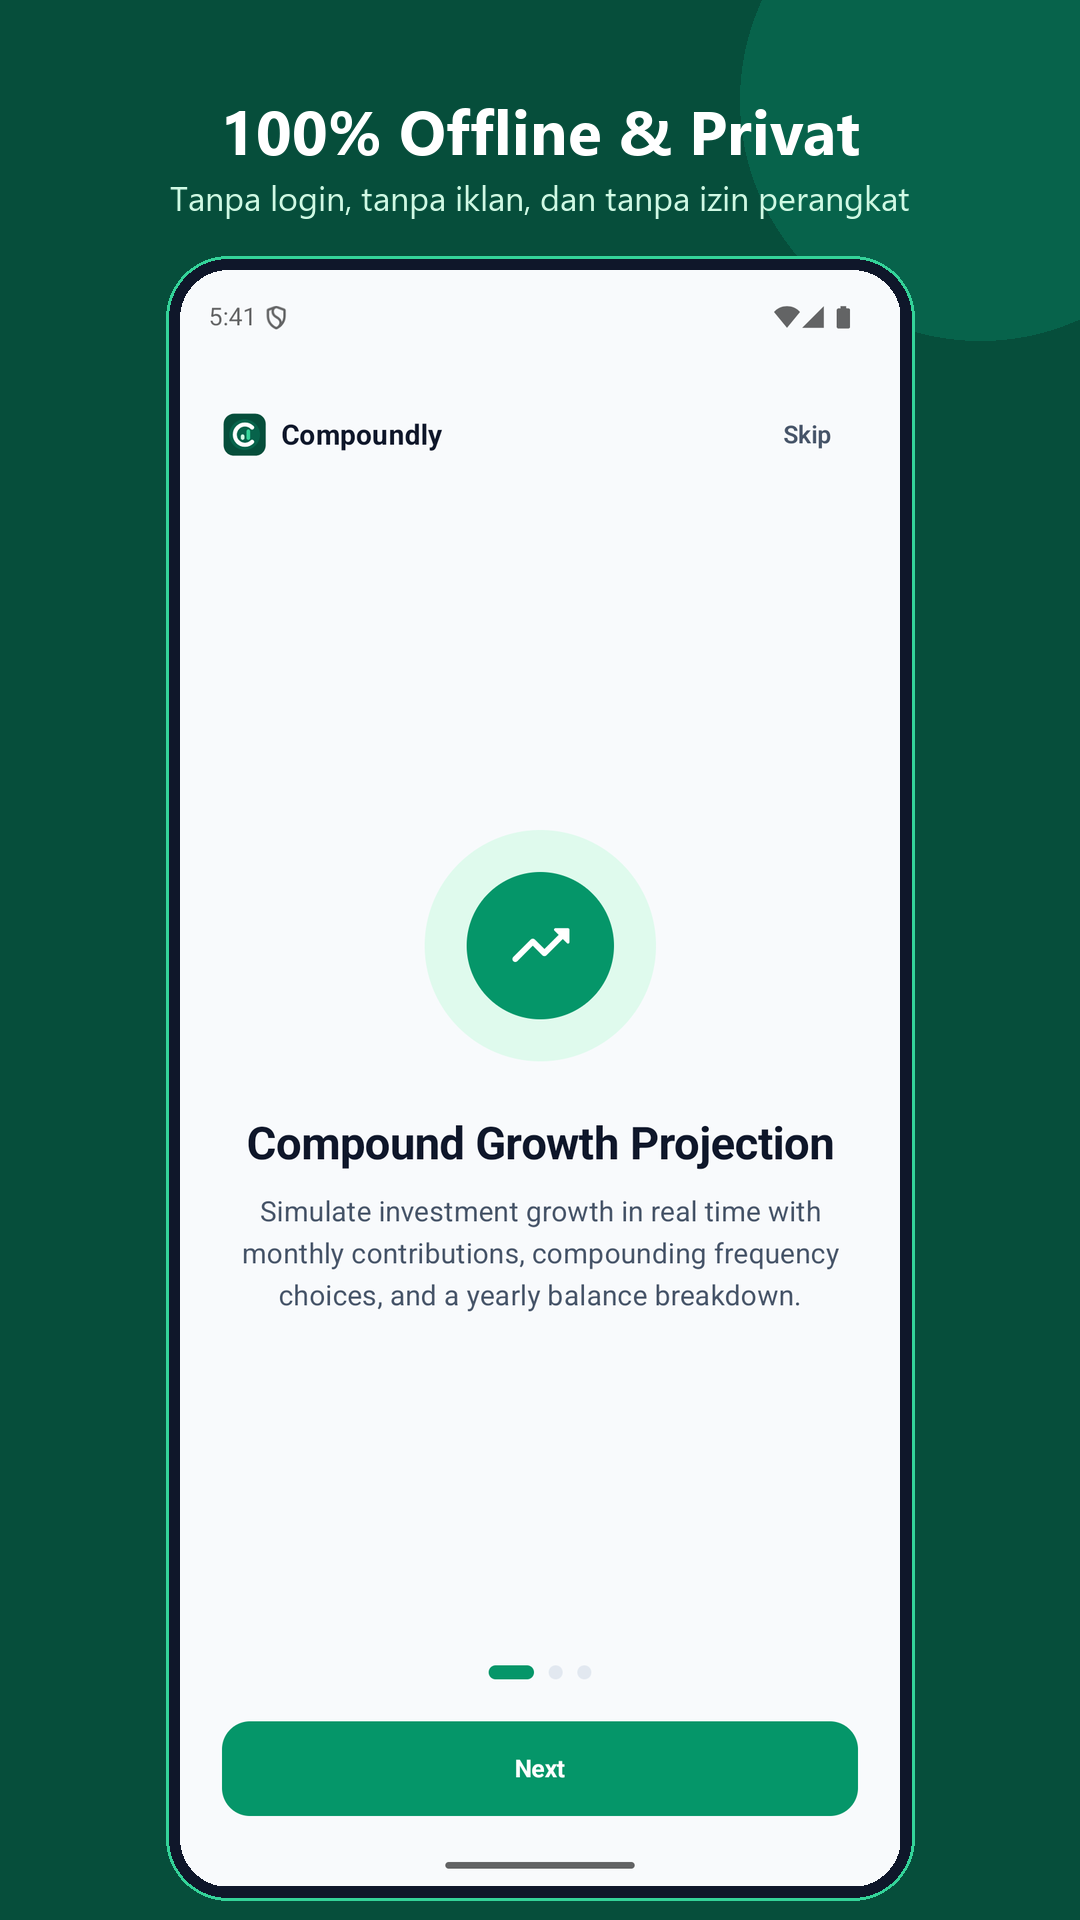 100% Offline & Privat
Tanpa login, tanpa iklan, dan tanpa izin perangkat
5:41
Compoundly
Skip
Compound Growth Projection
Simulate investment growth in real time with
monthly contributions, compounding frequency
choices, and a yearly balance breakdown.
Next